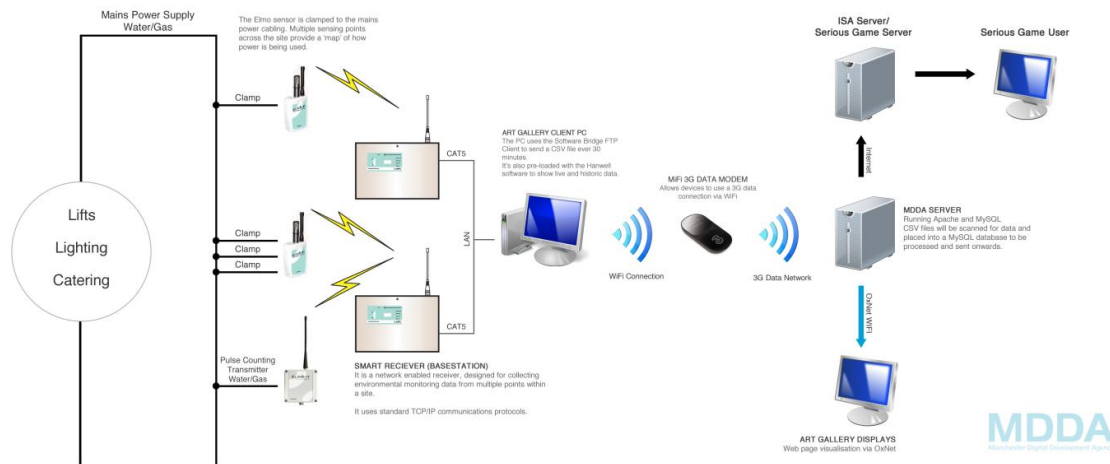 Mains Power Supply
Water/Gas
The Elmo sensor is clamped to the mains
power cabling. Multiple sensing points
across the site provide a 'map' of how
power is being used.
Clamp
Lifts
Lighting
Catering
Clamp
Clamp
Clamp
Pulse Counting
Transmitter
Water/Gas
CAT5
CAT5
LAN
SMART RECIEVER (BASESTATION)
It is a network enabled receiver, designed for collecting
environmental monitoring data from multiple points within
a site.
It uses standard TCP/IP communications protocols.
ART GALLERY CLIENT PC
The PC uses the Software Bridge FTP
Client to send a CSV file ever 30
minutes.
It's also pre-loaded with the Hanwell
software to show live and historic data.
WiFi Connection
MiFi 3G DATA MODEM
Allows devices to use a 3G data
connection via WiFi
3G Data Network
ISA Server/
Serious Game Server
Serious Game User
Internet
MDDA SERVER
Running Apache and MySQL
CSV files will be scanned for data and
placed into a MySQL database to be
processed and sent onwards.
OxNet WIFI
ART GALLERY DISPLAYS
Web page visualisation via OxNet
MDDA
Manchester Digital Development Agency